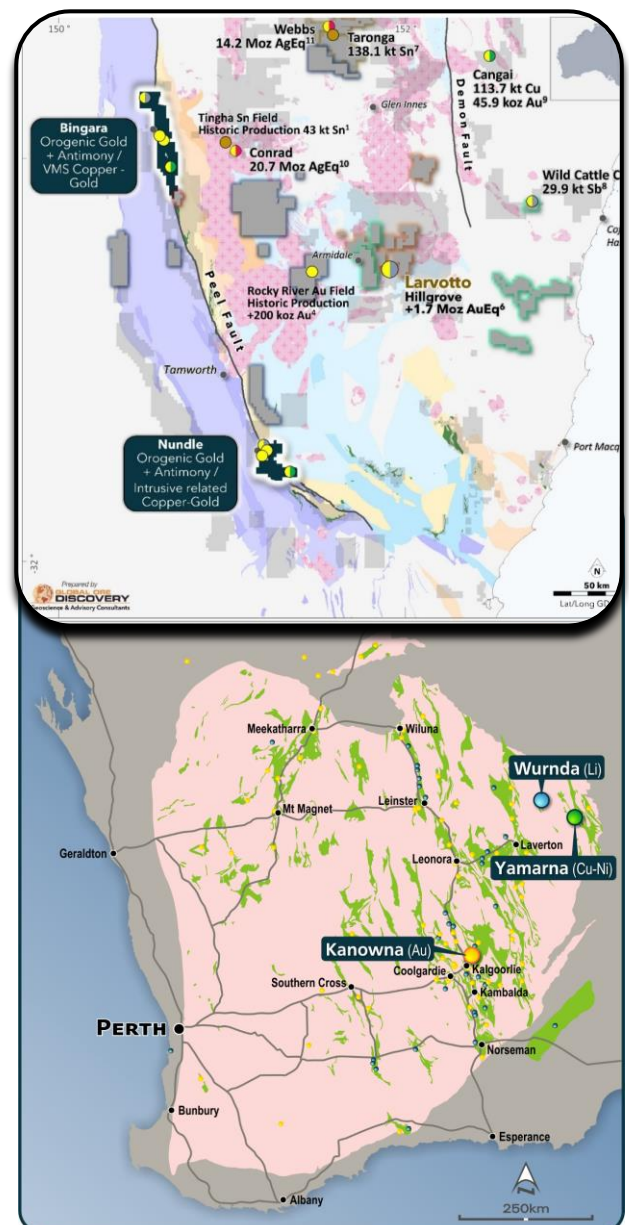 150°
152°
Webbs
14.2 Moz AgEq11
Taronga
138.1 kt Sn7
Cangai
113.7 kt Cu
45.9 koz Au9
Glen Innes
Demon Fault
Tingha Sn Field
Historic Production 43 kt Sn1
Conrad
20.7 Moz AgEq10
Bingara
Orogenic Gold
+ Antimony /
VMS Copper -
Gold
Wild Cattle C
29.9 kt Sb8
Armidale
Larvotto
Hillgrove
+1.7 Moz AuEq6
Rocky River Au Field
Historic Production
+200 koz Au4
Peel Fault
Tamworth
Nundle
Orogenic Gold
+ Antimony /
Intrusive related
Copper-Gold
Port Macq
-32°
Prepared by
GLOBAL ORE
DISCOVERY
Geoscience & Advisory Consultants
N
50 km
Lat/Long GD
Meekatharra
Wiluna
Wurnda (Li)
Leinster
Mt Magnet
Geraldton
Laverton
Leonora
Yamarna (Cu-Ni)
Kanowna (Au)
Coolgardie
Kalgoorlie
Southern Cross
Kambalda
PERTH
Norseman
Bunbury
Esperance
Albany
N
250km